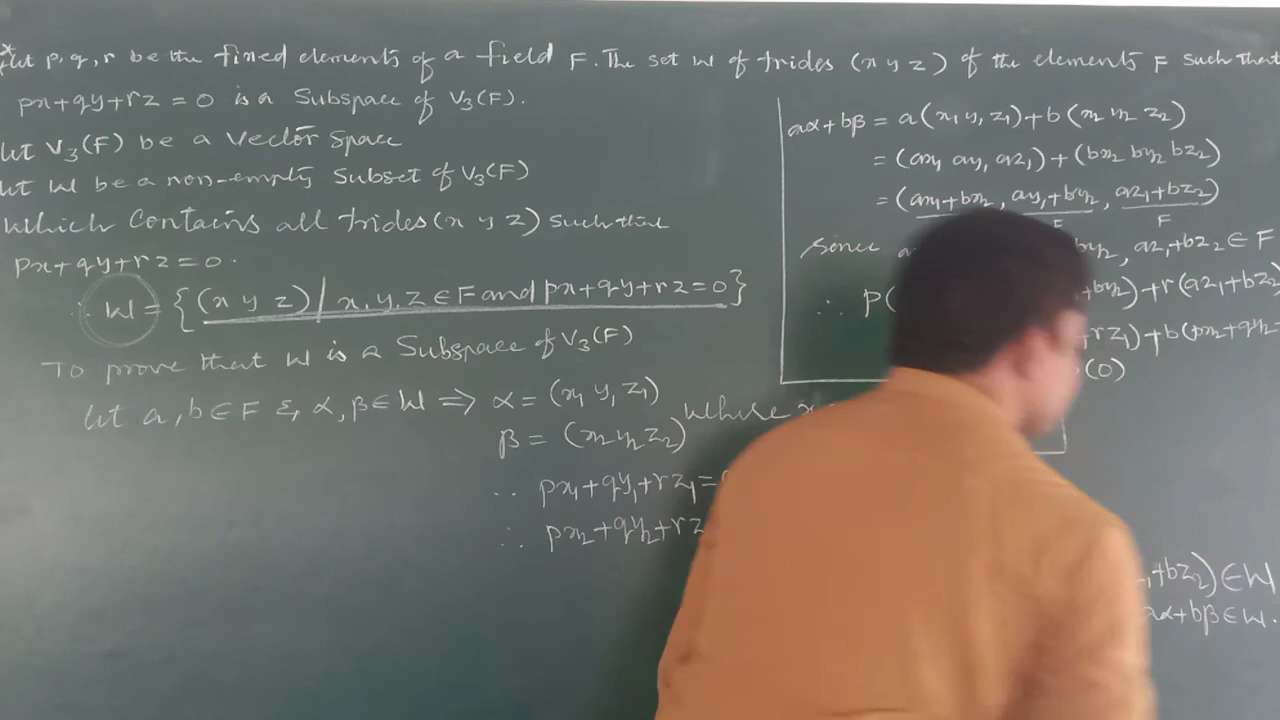 * Let p, q, r be the fixed elements of a field F. The set W of trides (x y z) of the elements F such that
px+qy+rz = 0 is a Subspace of V₃(F).
Let V₃(F) be a Vector Space
Let W be a non-empty Subset of V₃(F)
Which Contains all trides (x y z) such that
px+qy+rz = 0.
∴ W = {(x y z) / x, y, z ∈ F and px+qy+rz = 0}
To prove that W is a Subspace of V₃(F)
Let a, b ∈ F & α, β ∈ W ⇒ α = (x₁ y₁ z₁)
β = (x₂ y₂ z₂)
∴ px₁+qy₁+rz₁ =
∴ px₂+qy₂+rz
aα+bβ = a(x₁ y₁ z₁)+b(x₂ y₂ z₂)
= (ax₁ ay₁ az₁)+(bx₂ by₂ bz₂)
= (ax₁+bx₂, ay₁+by₂, az₁+bz₂)
F
Since a by₂, az₁+bz₂ ∈ F
∴ p( +by₂)+r(az₁+bz₂
+rz₁)+b(px₂+qy₂
(0)
+bz₂) ∈ W
aα+bβ ∈ W.